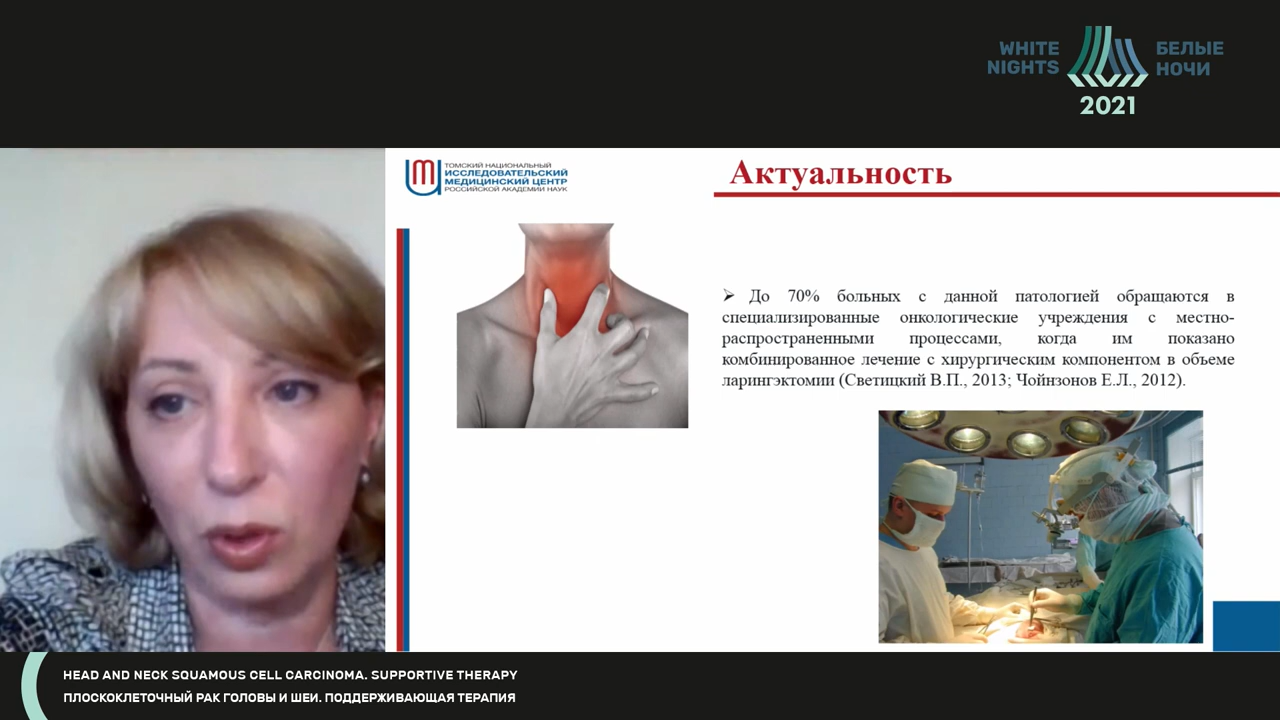 WHITE
NIGHTS
БЕЛЫЕ
НОЧИ
2021
ТОМСКИЙ НАЦИОНАЛЬНЫЙ
ИССЛЕДОВАТЕЛЬСКИЙ
МЕДИЦИНСКИЙ ЦЕНТР
РОССИЙСКОЙ АКАДЕМИИ НАУК
Актуальность
➢ До 70% больных с данной патологией обращаются в
специализированные онкологические учреждения с местно-
распространенными процессами, когда им показано
комбинированное лечение с хирургическим компонентом в объеме
ларингэктомии (Светицкий В.П., 2013; Чойнзонов Е.Л., 2012).
HEAD AND NECK SQUAMOUS CELL CARCINOMA. SUPPORTIVE THERAPY
ПЛОСКОКЛЕТОЧНЫЙ РАК ГОЛОВЫ И ШЕИ. ПОДДЕРЖИВАЮЩАЯ ТЕРАПИЯ